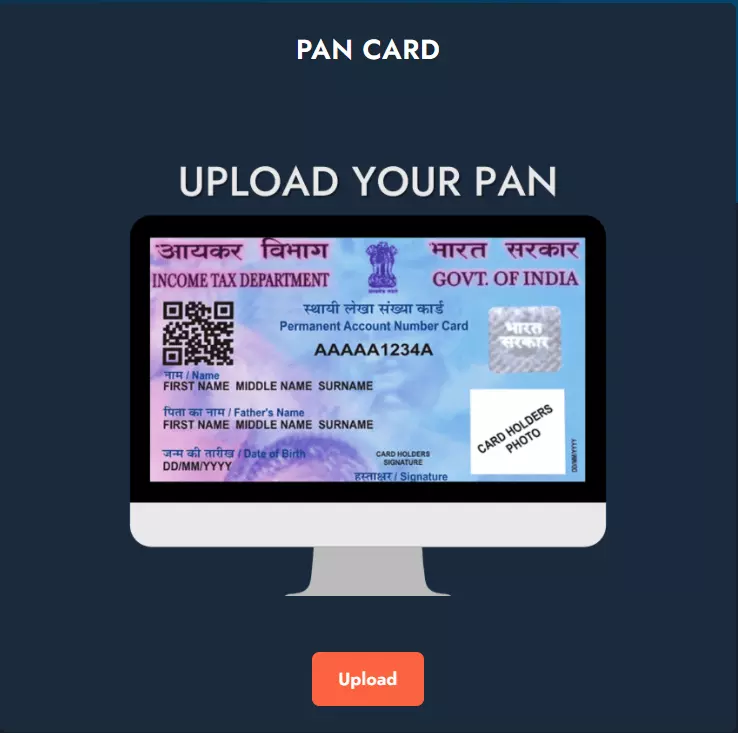 PAN CARD
UPLOAD YOUR PAN
आयकर विभाग
भारत सरकार
INCOME TAX DEPARTMENT
GOVT. OF INDIA
स्थायी लेखा संख्या कार्ड
Permanent Account Number Card
AAAAA1234A
भारत
सरकार
नाम / Name
FIRST NAME MIDDLE NAME SURNAME
पिता का नाम / Father's Name
FIRST NAME MIDDLE NAME SURNAME
CARD HOLDERS
PHOTO
DD/MM/YYYY
जन्म की तारीख / Date of Birth
DD/MM/YYYY
CARD HOLDERS
SIGNATURE
हस्ताक्षर / Signature
Upload